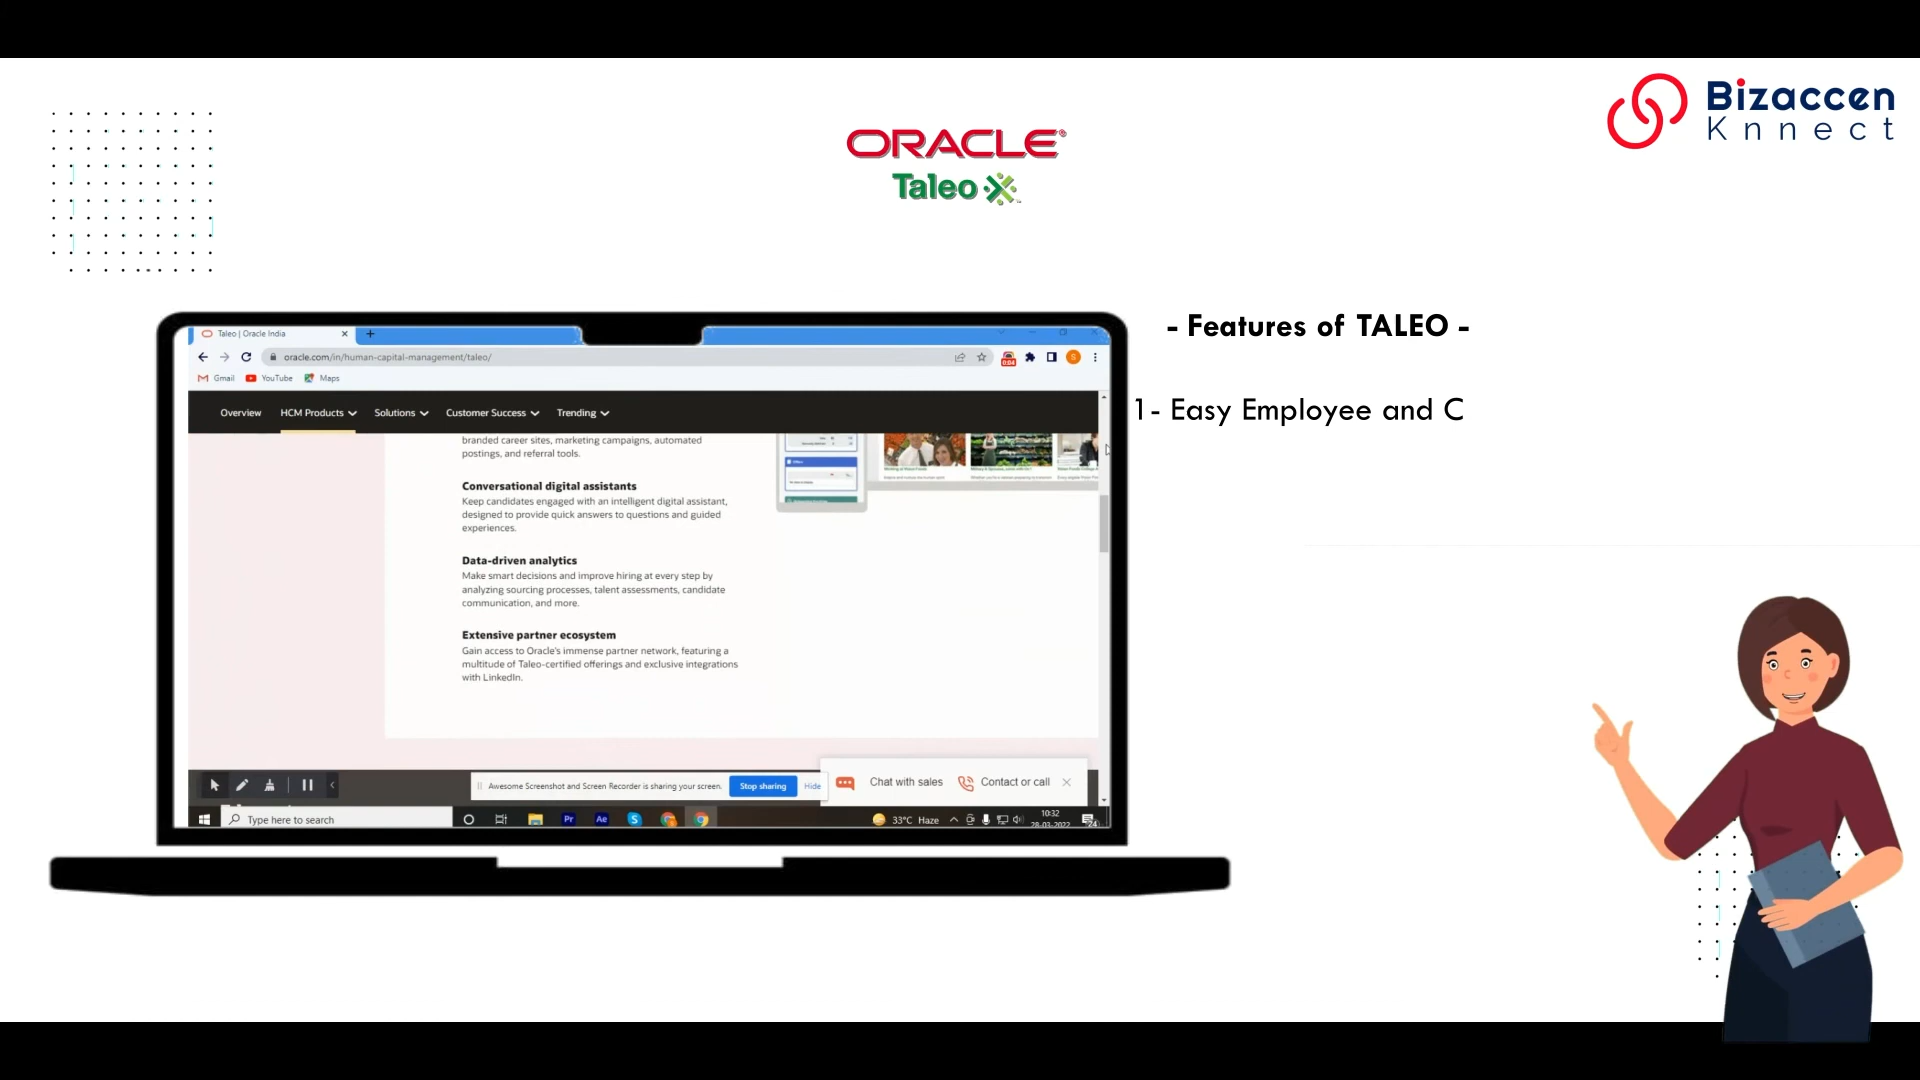 Bizaccen
Knnect
ORACLE
Taleo
- Features of TALEO -
1- Easy Employee and C
Taleo | Oracle India
oracle.com/in/human-capital-management/taleo/
Gmail YouTube Maps
Overview HCM Products Solutions Customer Success Trending
branded career sites, marketing campaigns, automated
postings, and referral tools.
Conversational digital assistants
Keep candidates engaged with an intelligent digital assistant,
designed to provide quick answers to questions and guided
experiences.
Data-driven analytics
Make smart decisions and improve hiring at every step by
analyzing sourcing processes, talent assessments, candidate
communication, and more.
Extensive partner ecosystem
Gain access to Oracle's immense partner network, featuring a
multitude of Taleo-certified offerings and exclusive integrations
with LinkedIn.
Awesome Screenshot and Screen Recorder is sharing your screen. Stop sharing Hide
Chat with sales Contact or call
Type here to search
Pr Ae S
33°C Haze
10:32
28-03-2022